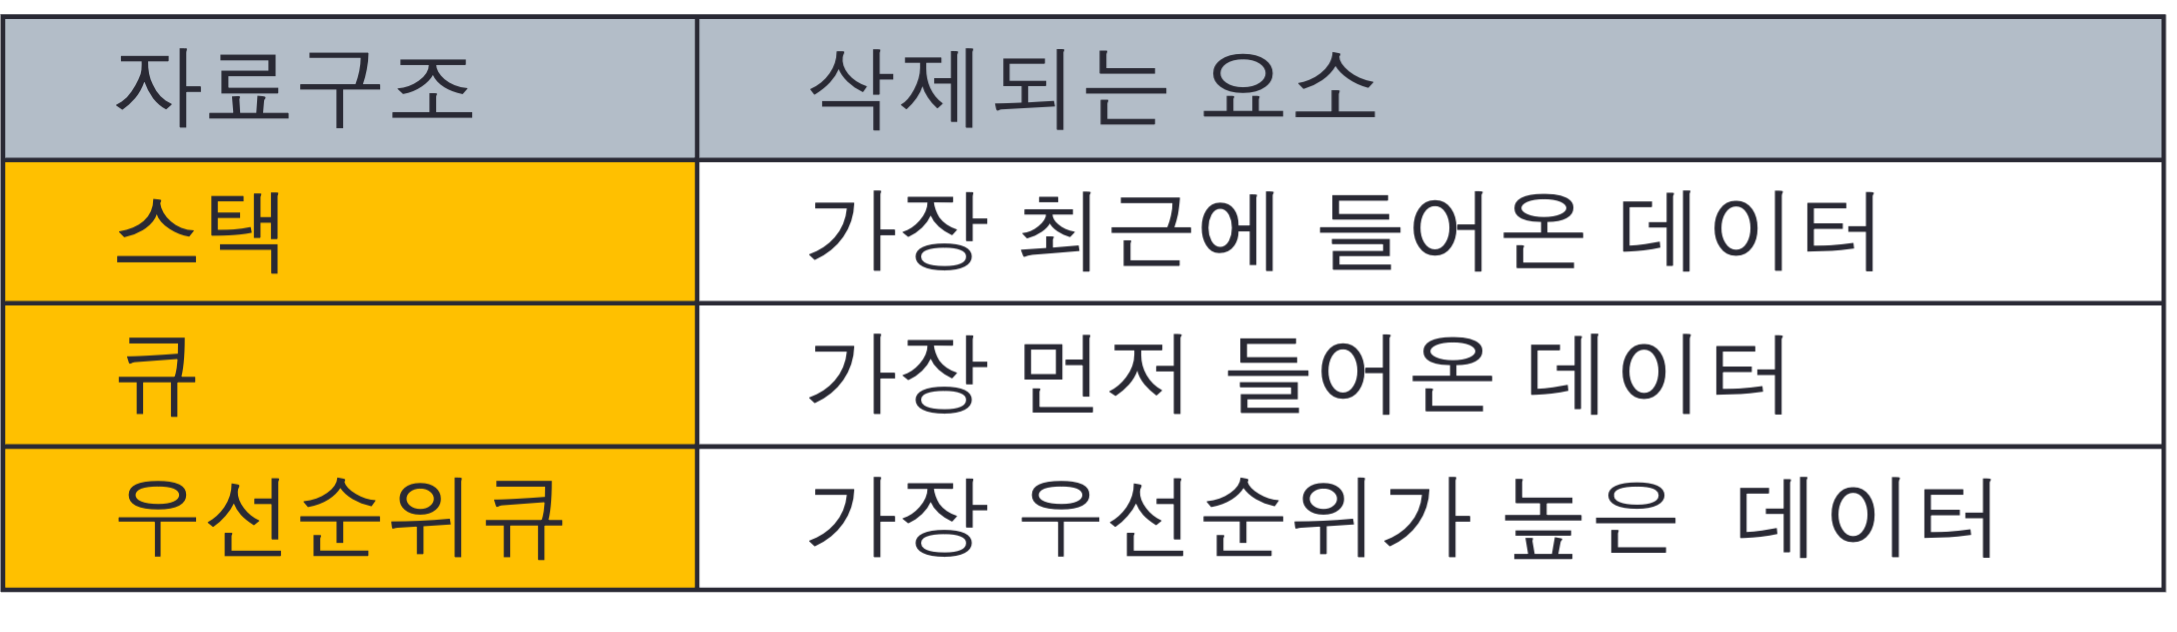 자료구조 삭제되는 요소
스택 가장 최근에 들어온 데이터
큐 가장 먼저 들어온 데이터
우선순위큐 가장 우선순위가 높은 데이터